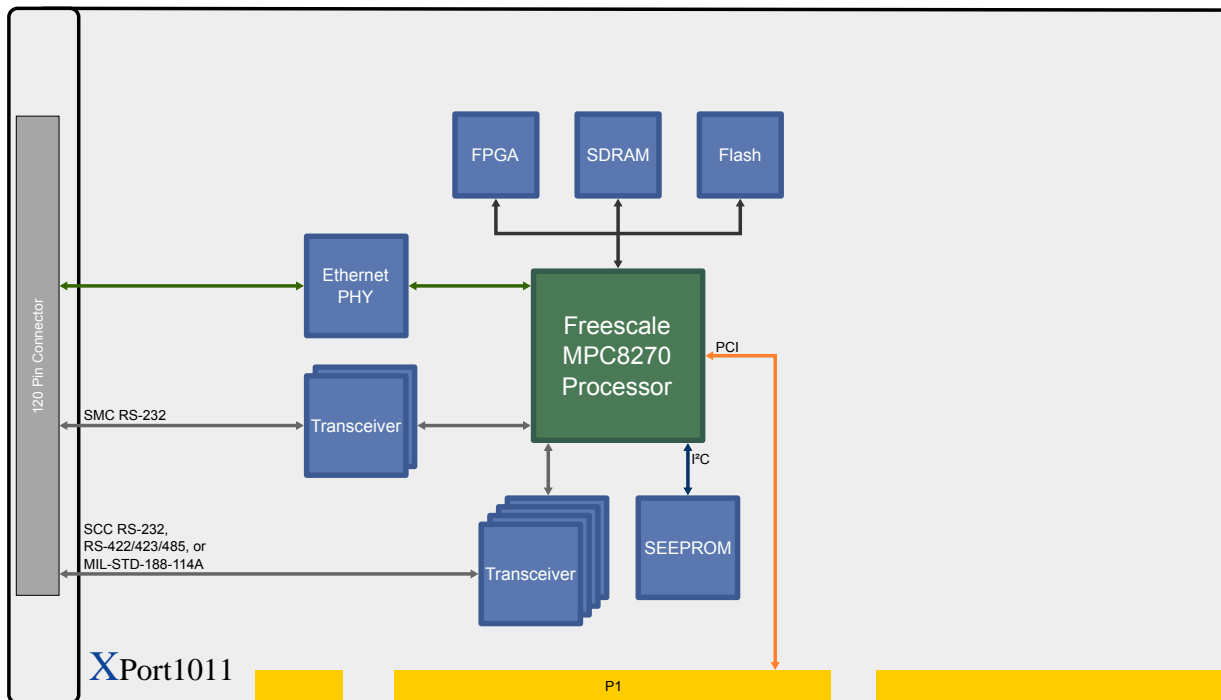 FPGA
SDRAM
Flash
Ethernet
PHY
Freescale
MPC8270
Processor
PCI
120 Pin Connector
SMC RS-232
Transceiver
I²C
SCC RS-232,
RS-422/423/485, or
MIL-STD-188-114A
Transceiver
SEEPROM
XPort1011
P1